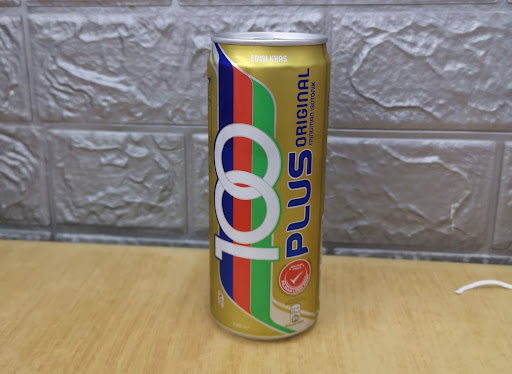 EDISI KHAS
100
PLUS
ORIGINAL
MINUMAN ISOTONIK